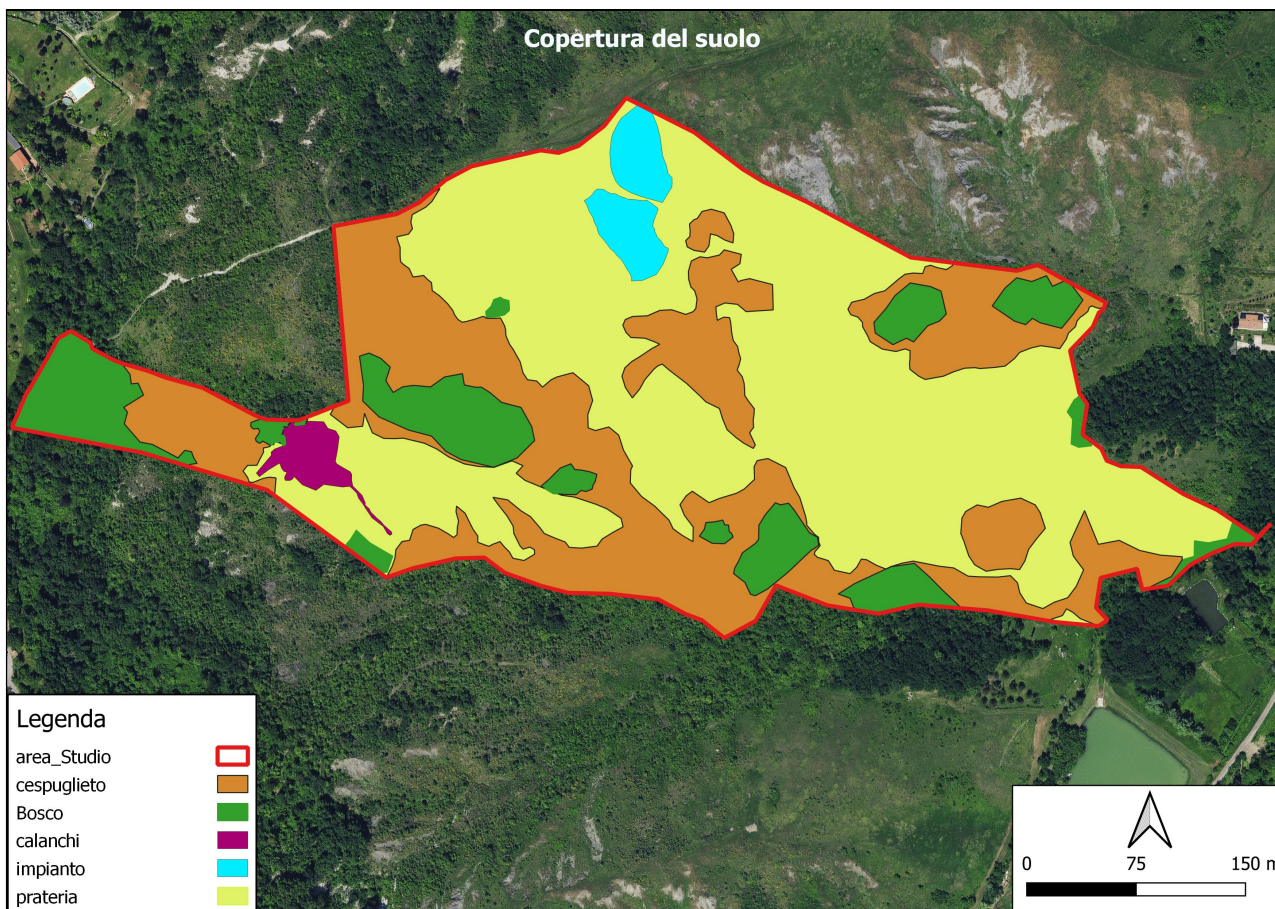 Copertura del suolo
Legenda
area_Studio
cespuglieto
Bosco
calanchi
impianto
prateria
0 75 150 m